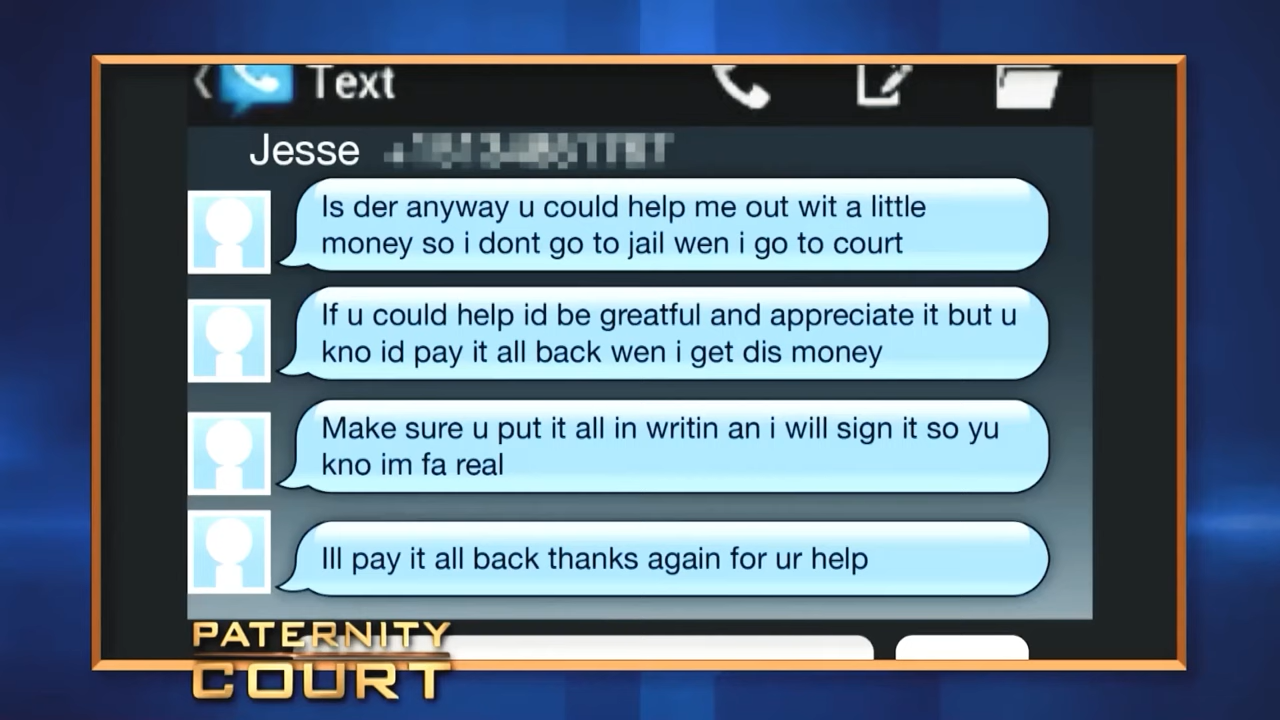 Text
Jesse
Is der anyway u could help me out wit a little
money so i dont go to jail wen i go to court
If u could help id be greatful and appreciate it but u
kno id pay it all back wen i get dis money
Make sure u put it all in writin an i will sign it so yu
kno im fa real
Ill pay it all back thanks again for ur help
PATERNITY
COURT